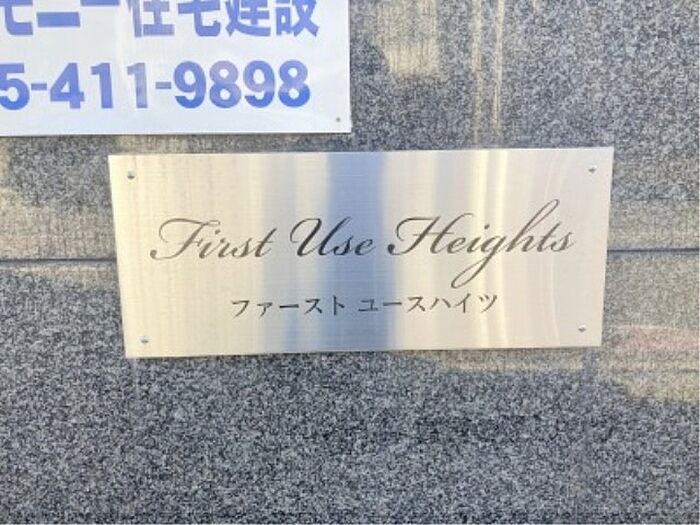 モニー住宅建設
5-411-9898
First Use Heights
ファースト ユースハイツ